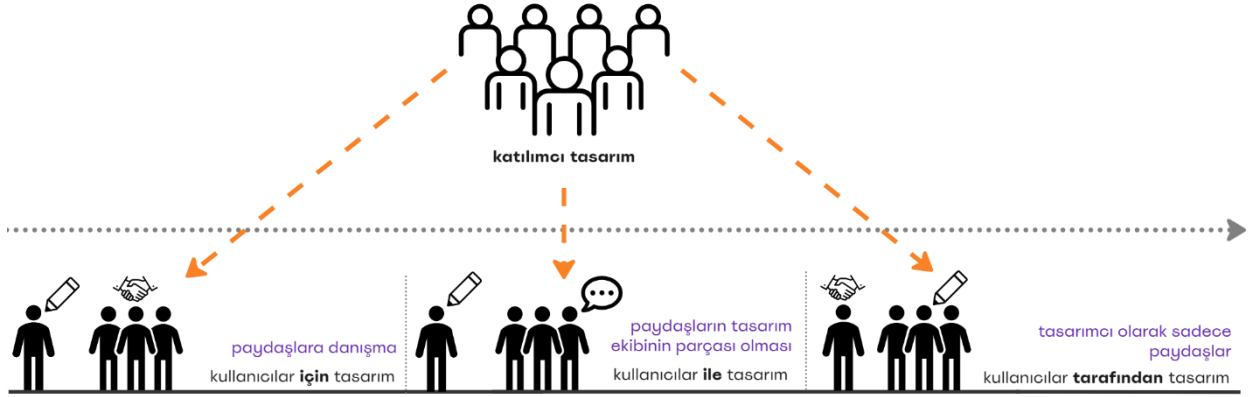 katılımcı tasarım
paydaşlara danışma
kullanıcılar için tasarım
paydaşların tasarım
ekibinin parçası olması
kullanıcılar ile tasarım
tasarımcı olarak sadece
paydaşlar
kullanıcılar tarafından tasarım